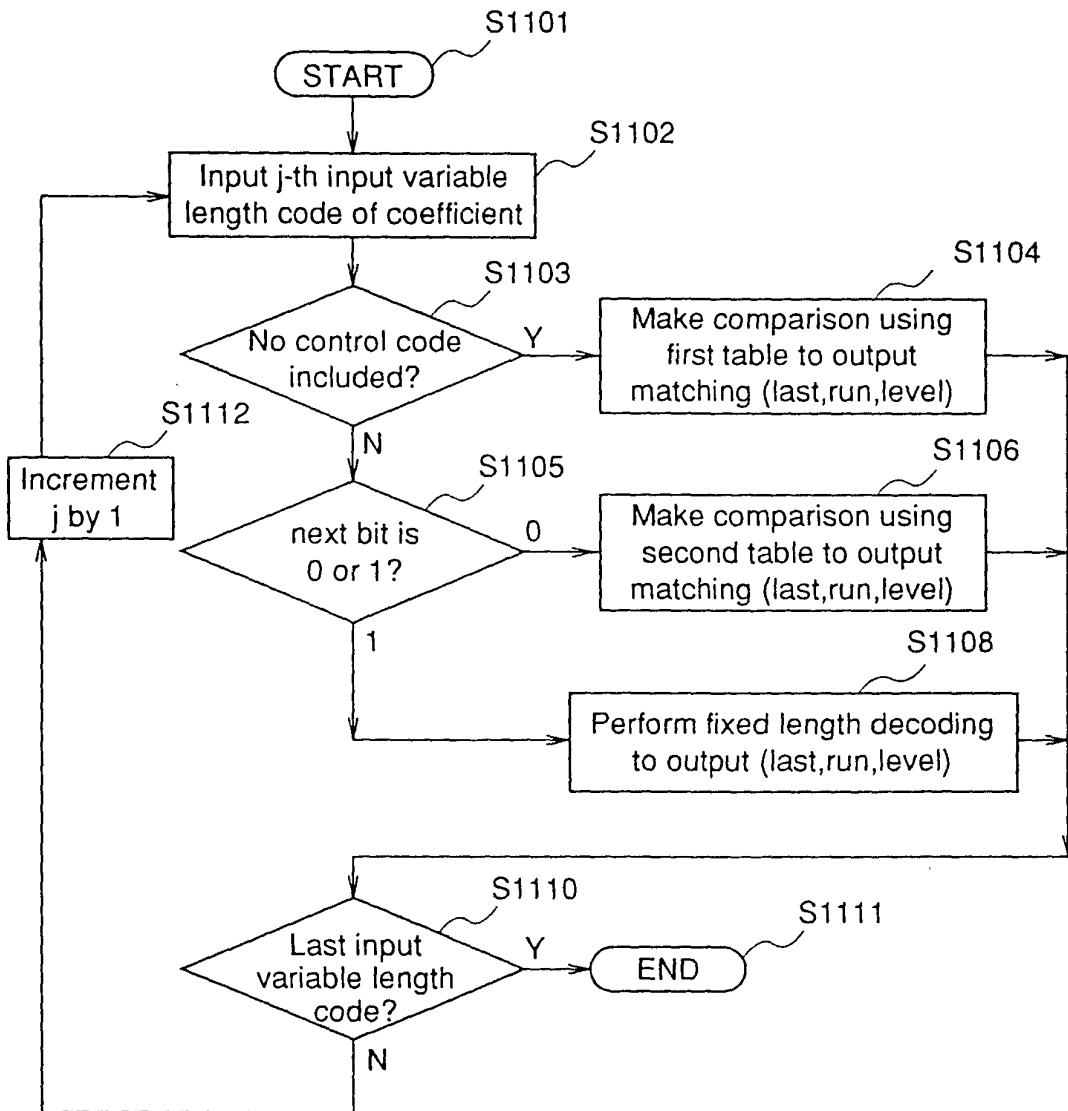 S1101
START
S1102
Input j-th input variable
length code of coefficient
S1103
No control code
included?
Y
N
S1104
Make comparison using
first table to output
matching (last,run,level)
S1112
Increment
j by 1
S1105
next bit is
0 or 1?
0
1
S1106
Make comparison using
second table to output
matching (last,run,level)
S1108
Perform fixed length decoding
to output (last,run,level)
S1110
Last input
variable length
code?
Y
N
S1111
END